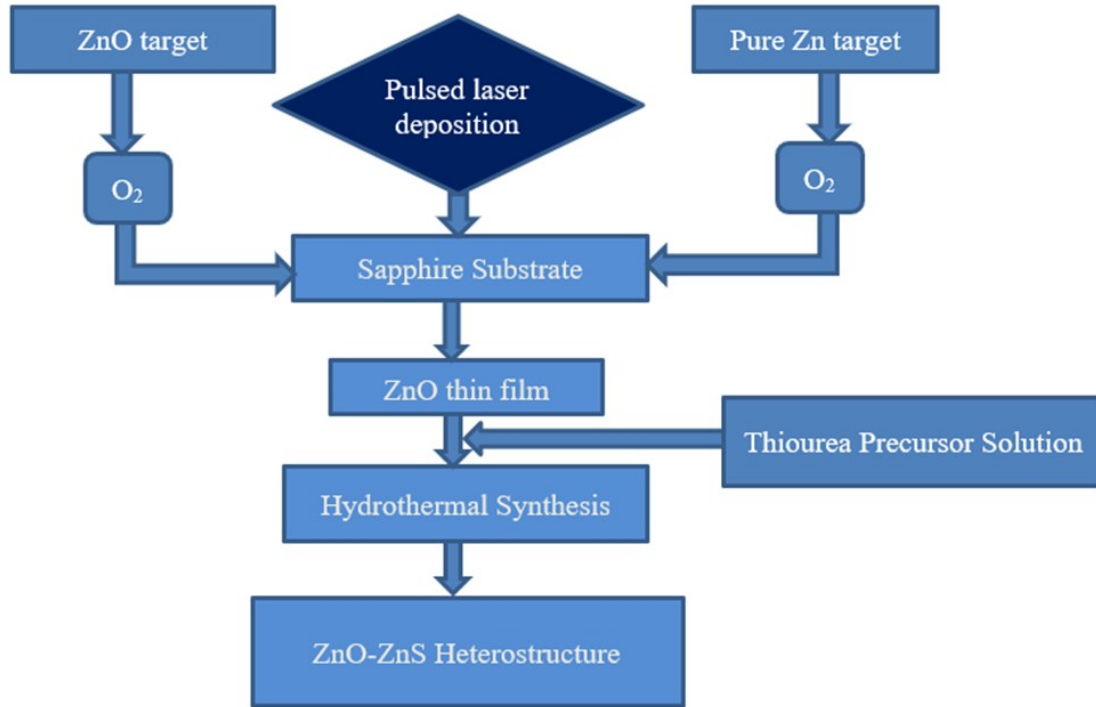 ZnO target
Pulsed laser
deposition
Pure Zn target
O₂
O₂
Sapphire Substrate
ZnO thin film
Thiourea Precursor Solution
Hydrothermal Synthesis
ZnO-ZnS Heterostructure